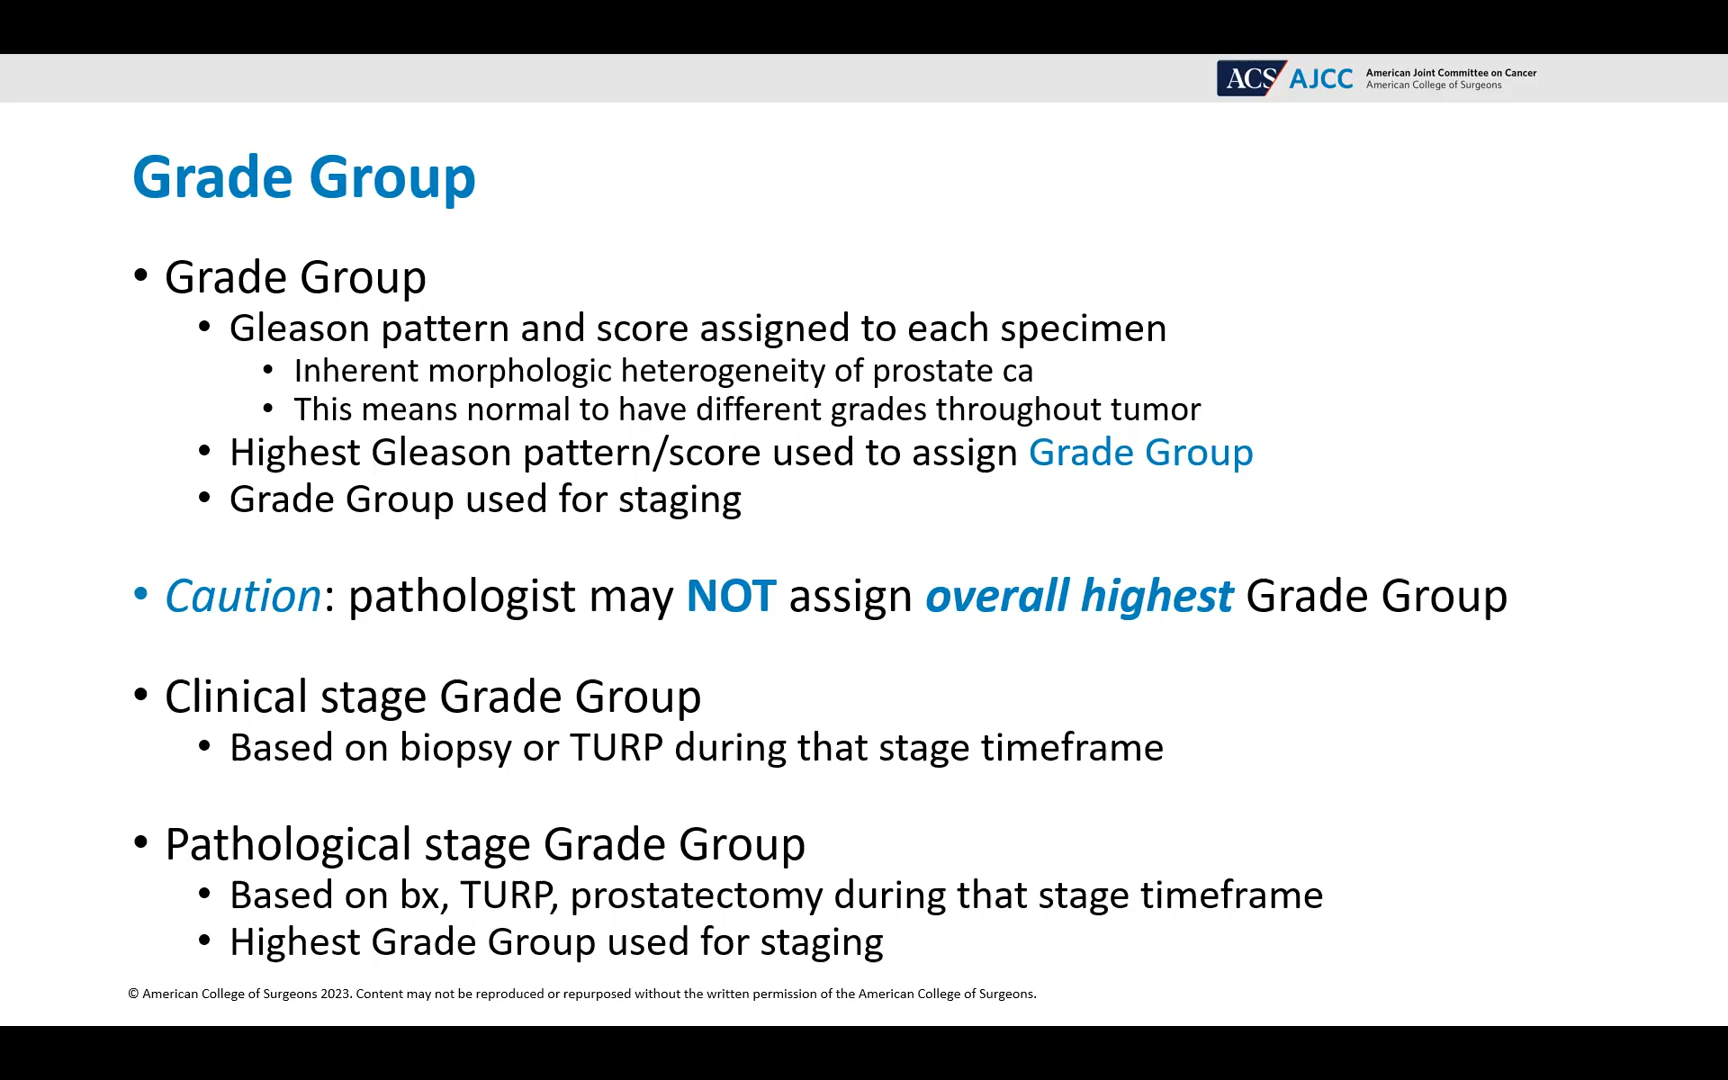 ACS AJCC American Joint Committee on Cancer
American College of Surgeons
Grade Group
• Grade Group
• Gleason pattern and score assigned to each specimen
• Inherent morphologic heterogeneity of prostate ca
• This means normal to have different grades throughout tumor
• Highest Gleason pattern/score used to assign Grade Group
• Grade Group used for staging
• Caution: pathologist may NOT assign overall highest Grade Group
• Clinical stage Grade Group
• Based on biopsy or TURP during that stage timeframe
• Pathological stage Grade Group
• Based on bx, TURP, prostatectomy during that stage timeframe
• Highest Grade Group used for staging
© American College of Surgeons 2023. Content may not be reproduced or repurposed without the written permission of the American College of Surgeons.